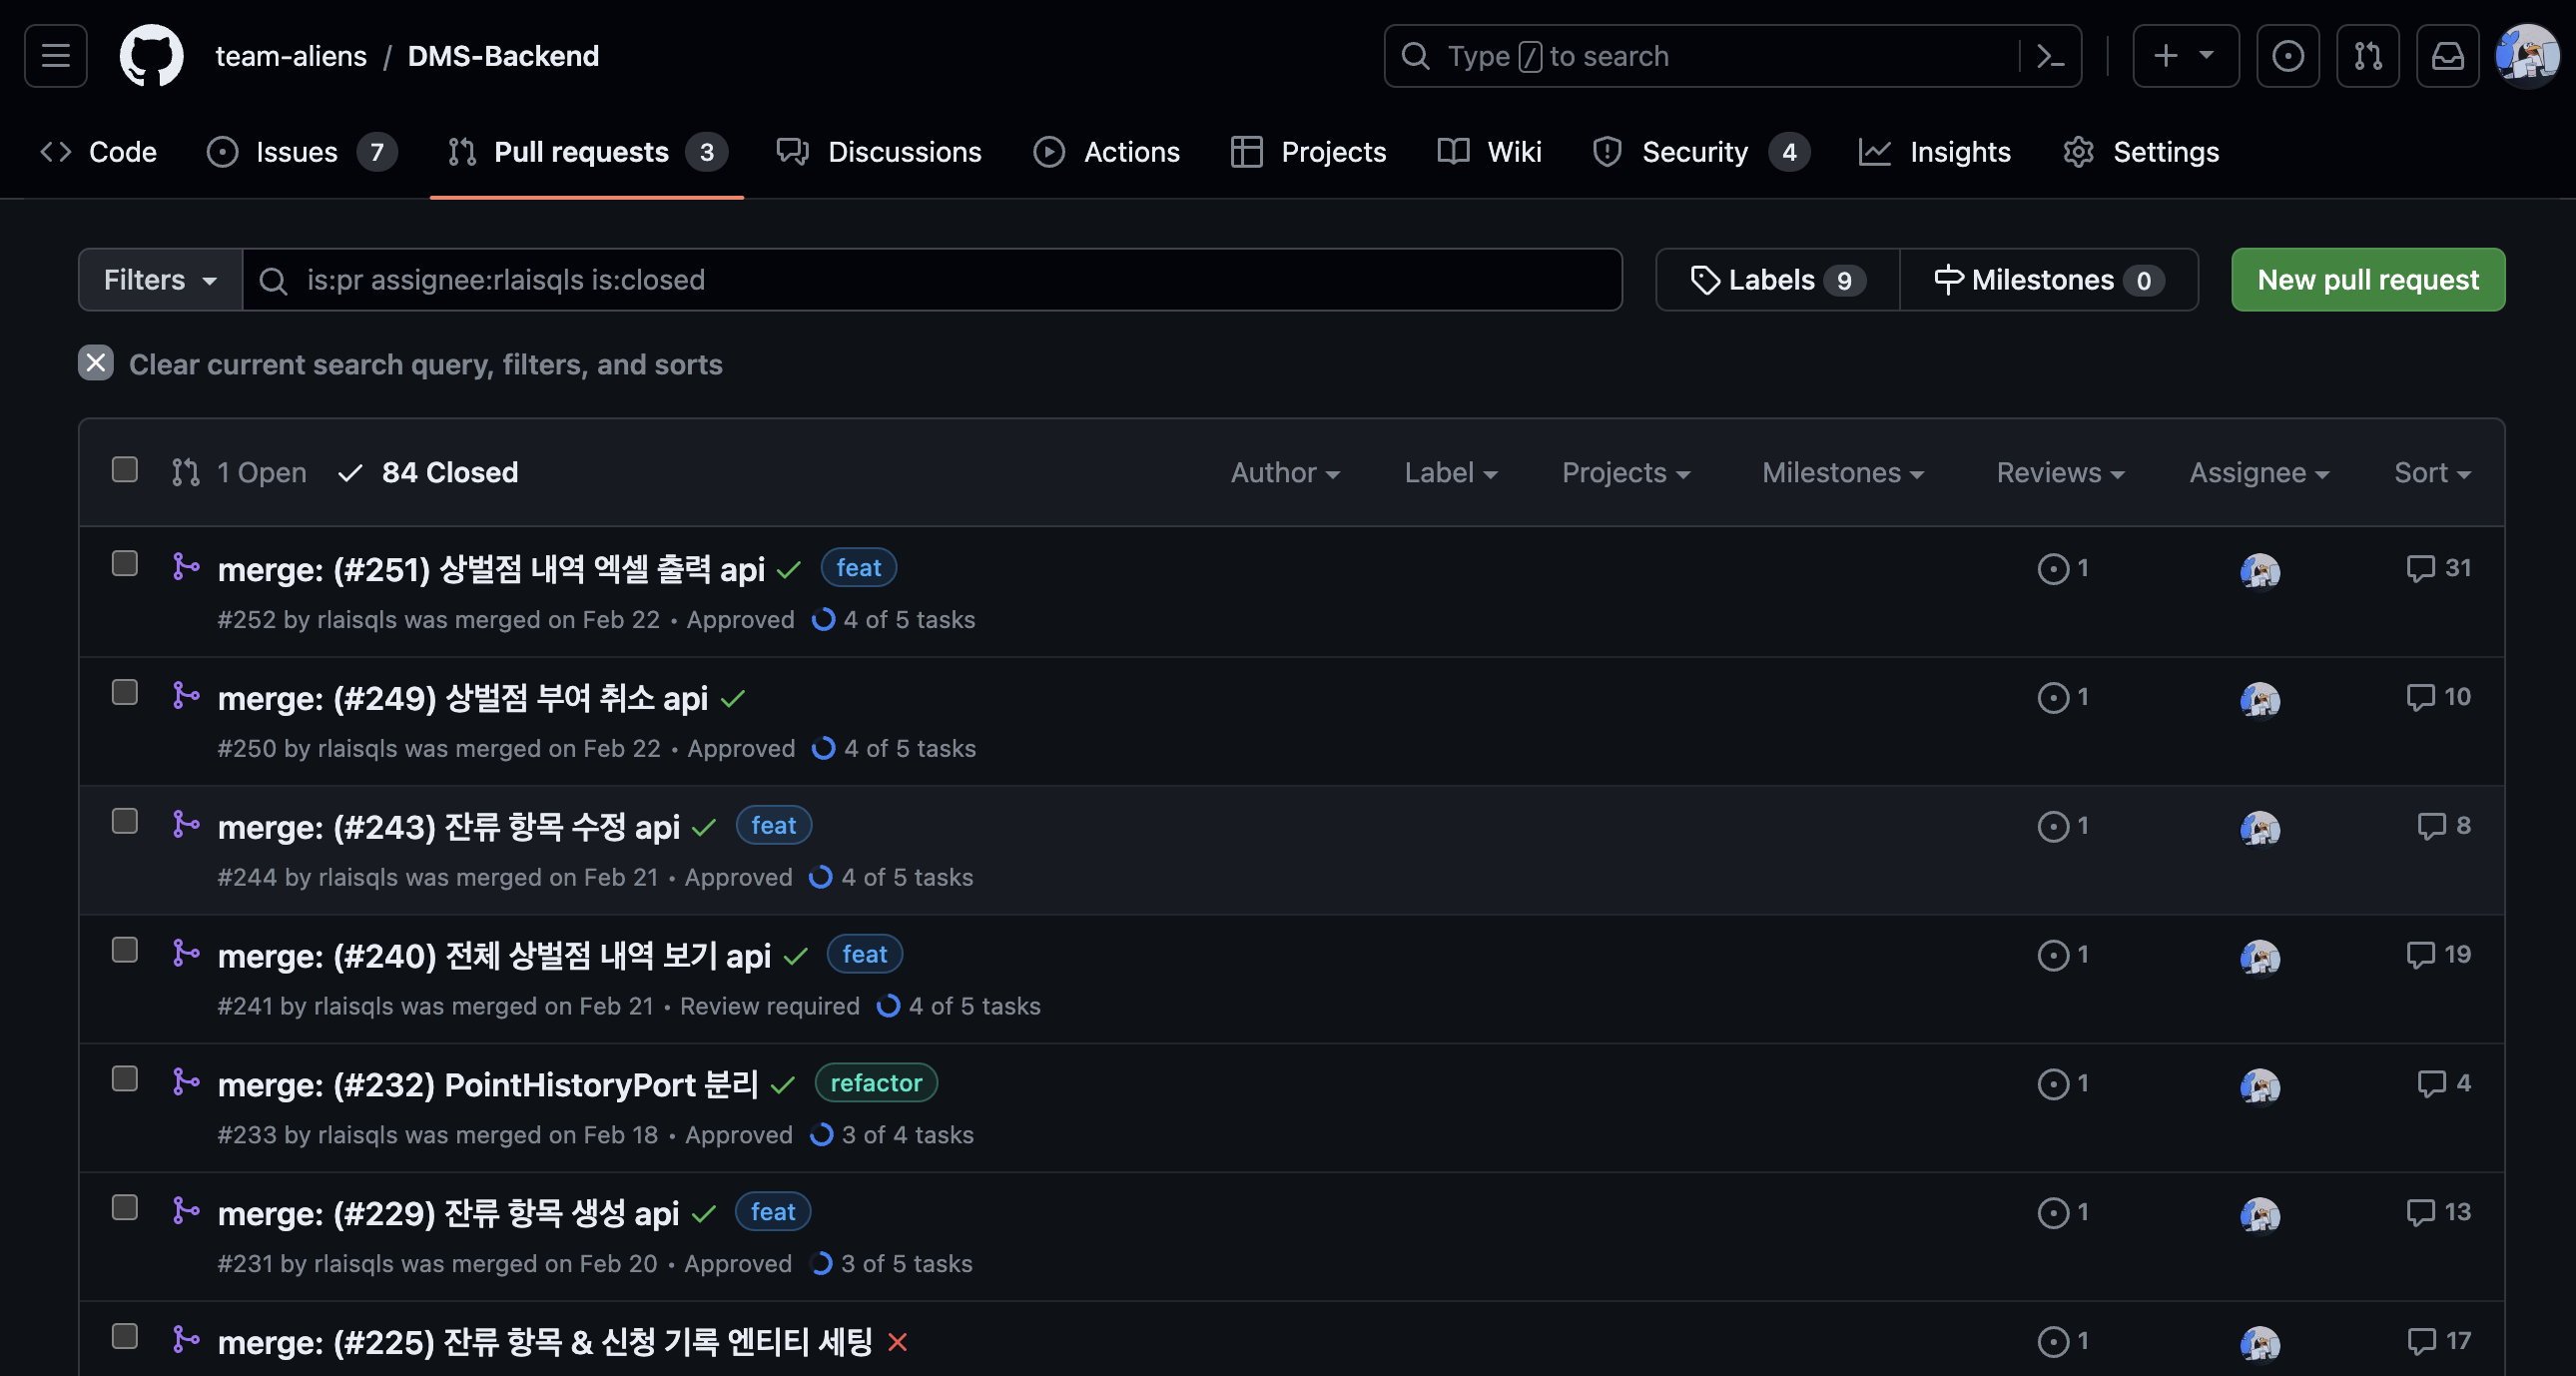 team-aliens / DMS-Backend
Type / to search
Code Issues 7 Pull requests 3 Discussions Actions Projects Wiki Security 4 Insights Settings
Filters is:pr assignee:rlaisqls is:closed Labels 9 Milestones 0 New pull request
Clear current search query, filters, and sorts
1 Open 84 Closed Author Label Projects Milestones Reviews Assignee Sort
merge: (#251) 상벌점 내역 엑셀 출력 api feat 1 31
#252 by rlaisqls was merged on Feb 22 • Approved 4 of 5 tasks
merge: (#249) 상벌점 부여 취소 api 1 10
#250 by rlaisqls was merged on Feb 22 • Approved 4 of 5 tasks
merge: (#243) 잔류 항목 수정 api feat 1 8
#244 by rlaisqls was merged on Feb 21 • Approved 4 of 5 tasks
merge: (#240) 전체 상벌점 내역 보기 api feat 1 19
#241 by rlaisqls was merged on Feb 21 • Review required 4 of 5 tasks
merge: (#232) PointHistoryPort 분리 refactor 1 4
#233 by rlaisqls was merged on Feb 18 • Approved 3 of 4 tasks
merge: (#229) 잔류 항목 생성 api feat 1 13
#231 by rlaisqls was merged on Feb 20 • Approved 3 of 5 tasks
merge: (#225) 잔류 항목 & 신청 기록 엔티티 세팅 1 17